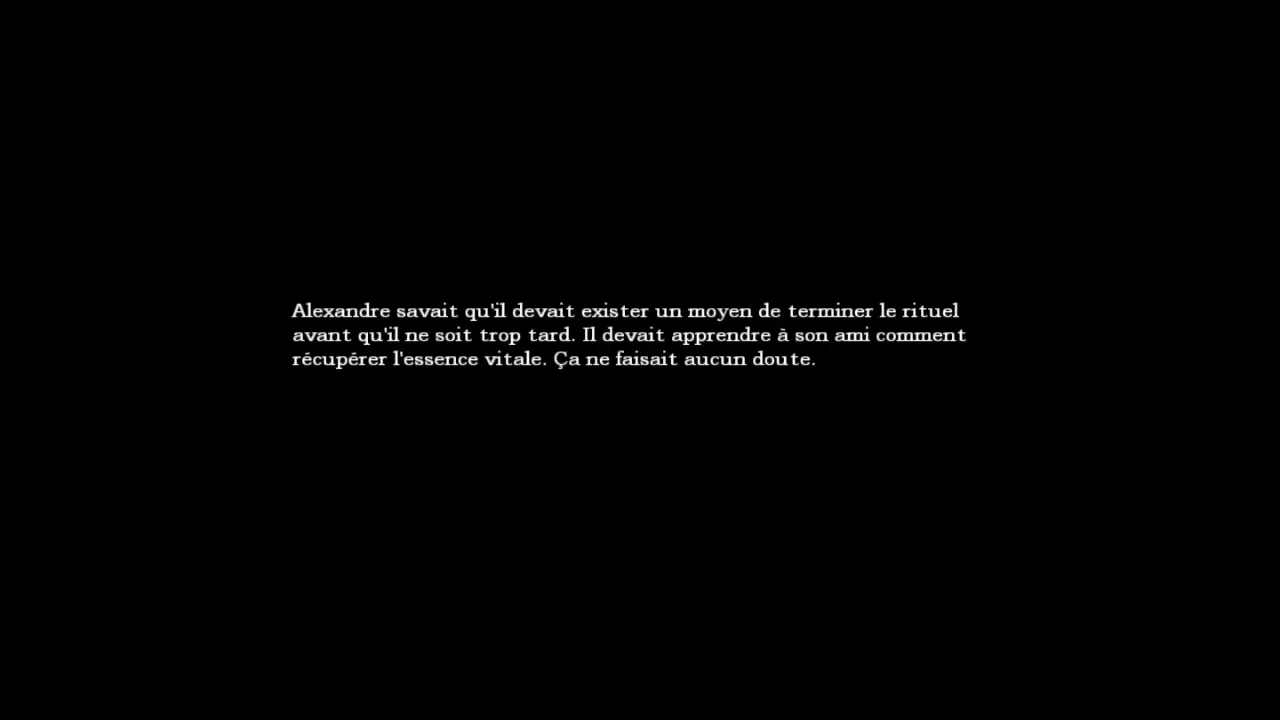 Alexandre savait qu'il devait exister un moyen de terminer le rituel
avant qu'il ne soit trop tard. Il devait apprendre à son ami comment
récupérer l'essence vitale. Ça ne faisait aucun doute.